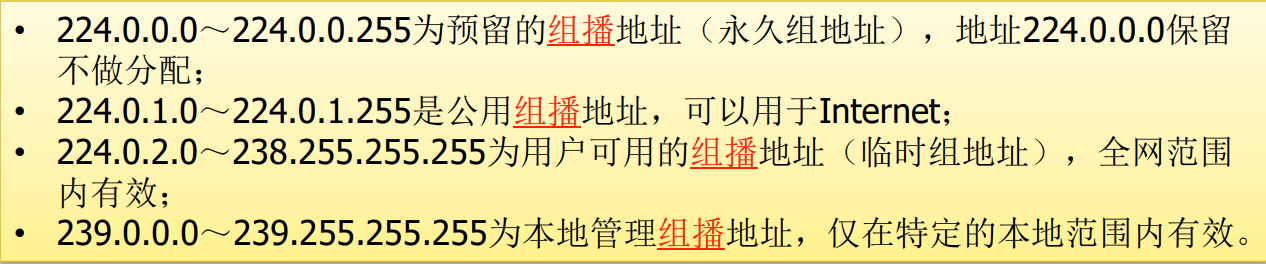 • 224.0.0.0～224.0.0.255为预留的组播地址（永久组地址），地址224.0.0.0保留
不做分配；
• 224.0.1.0～224.0.1.255是公用组播地址，可以用于Internet；
• 224.0.2.0～238.255.255.255为用户可用的组播地址（临时组地址），全网范围
内有效；
• 239.0.0.0～239.255.255.255为本地管理组播地址，仅在特定的本地范围内有效。